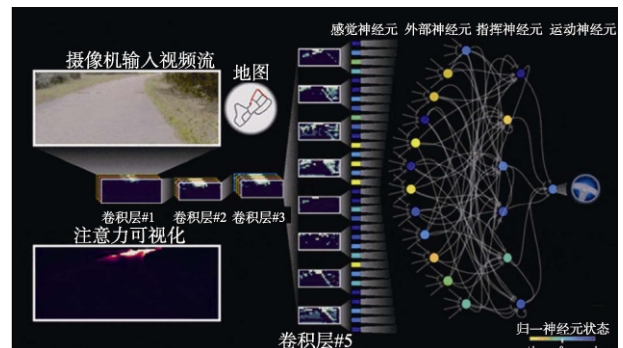 感觉神经元 外部神经元 指挥神经元 运动神经元
摄像机输入视频流
地图
卷积层#1 卷积层#2 卷积层#3
注意力可视化
卷积层#5
归一神经元状态